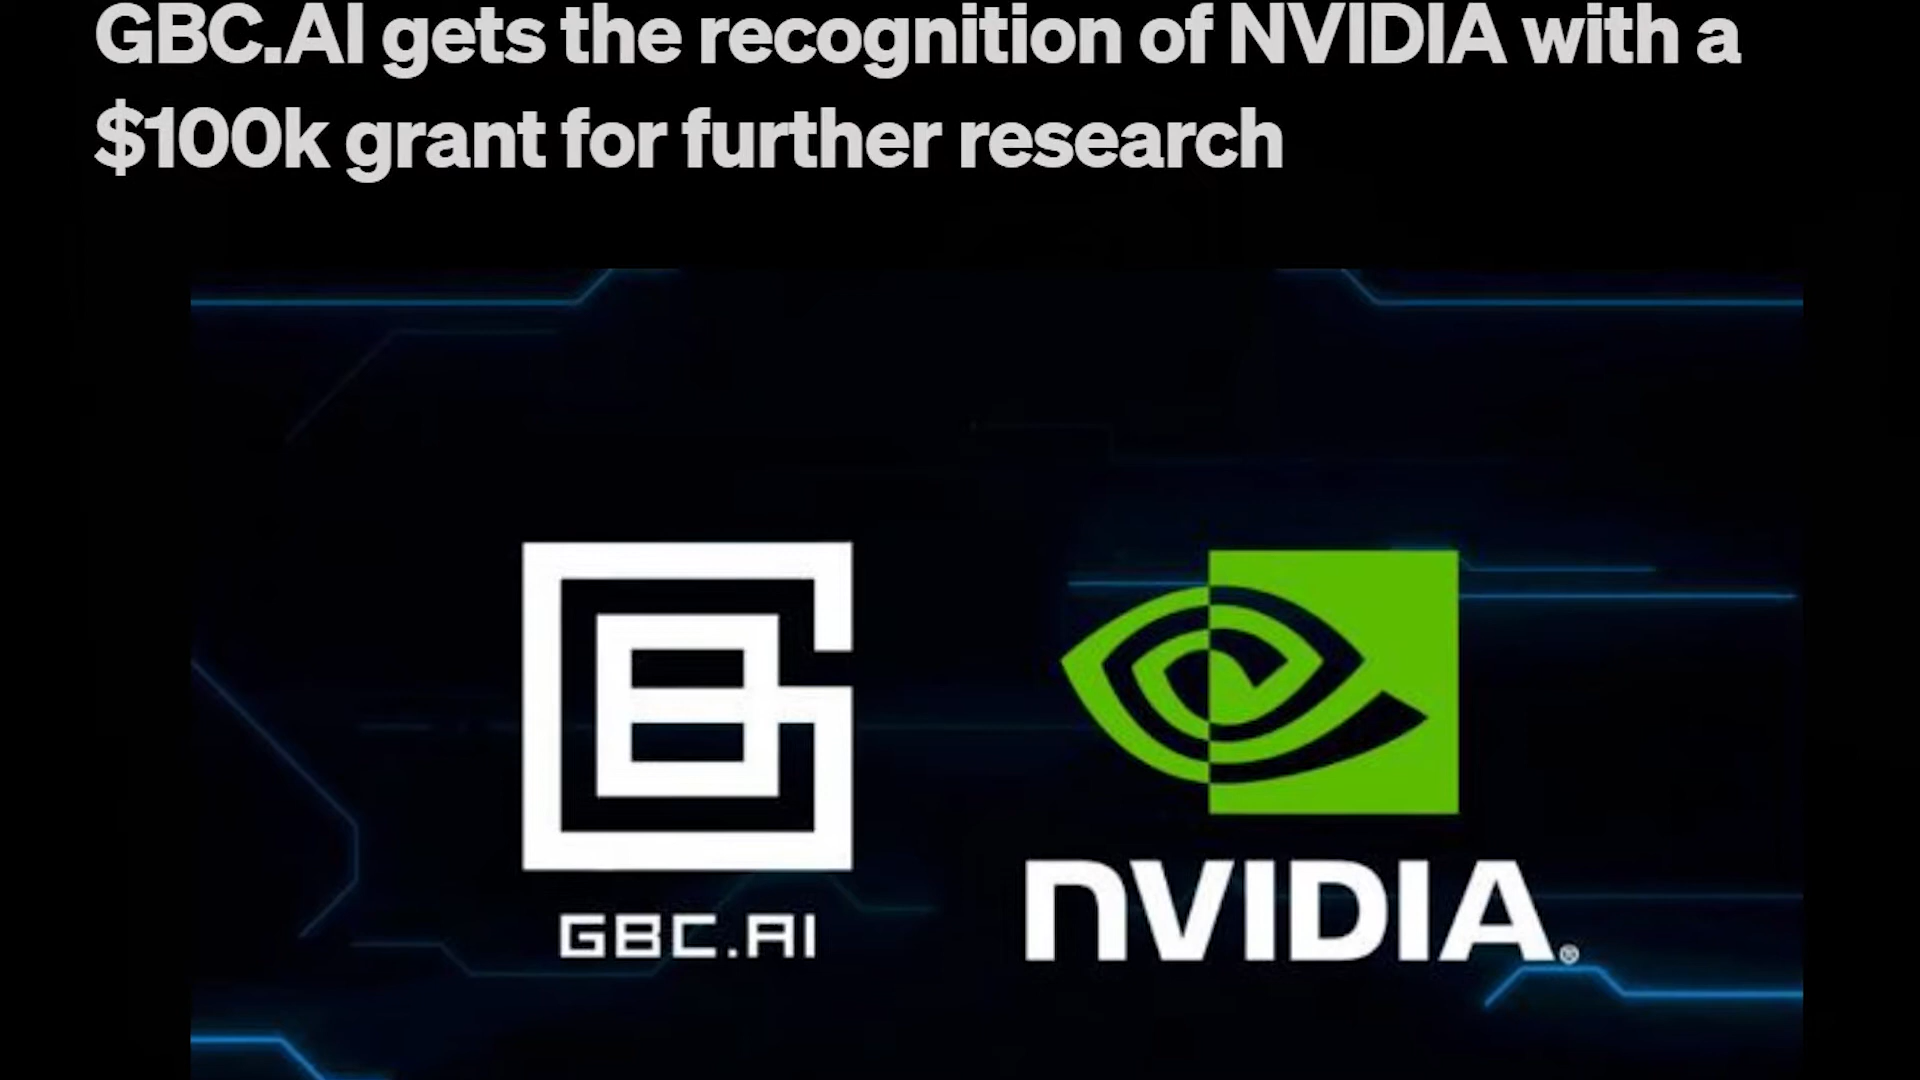 GBC.AI gets the recognition of NVIDIA with a
$100k grant for further research
GBC.AI
NVIDIA®